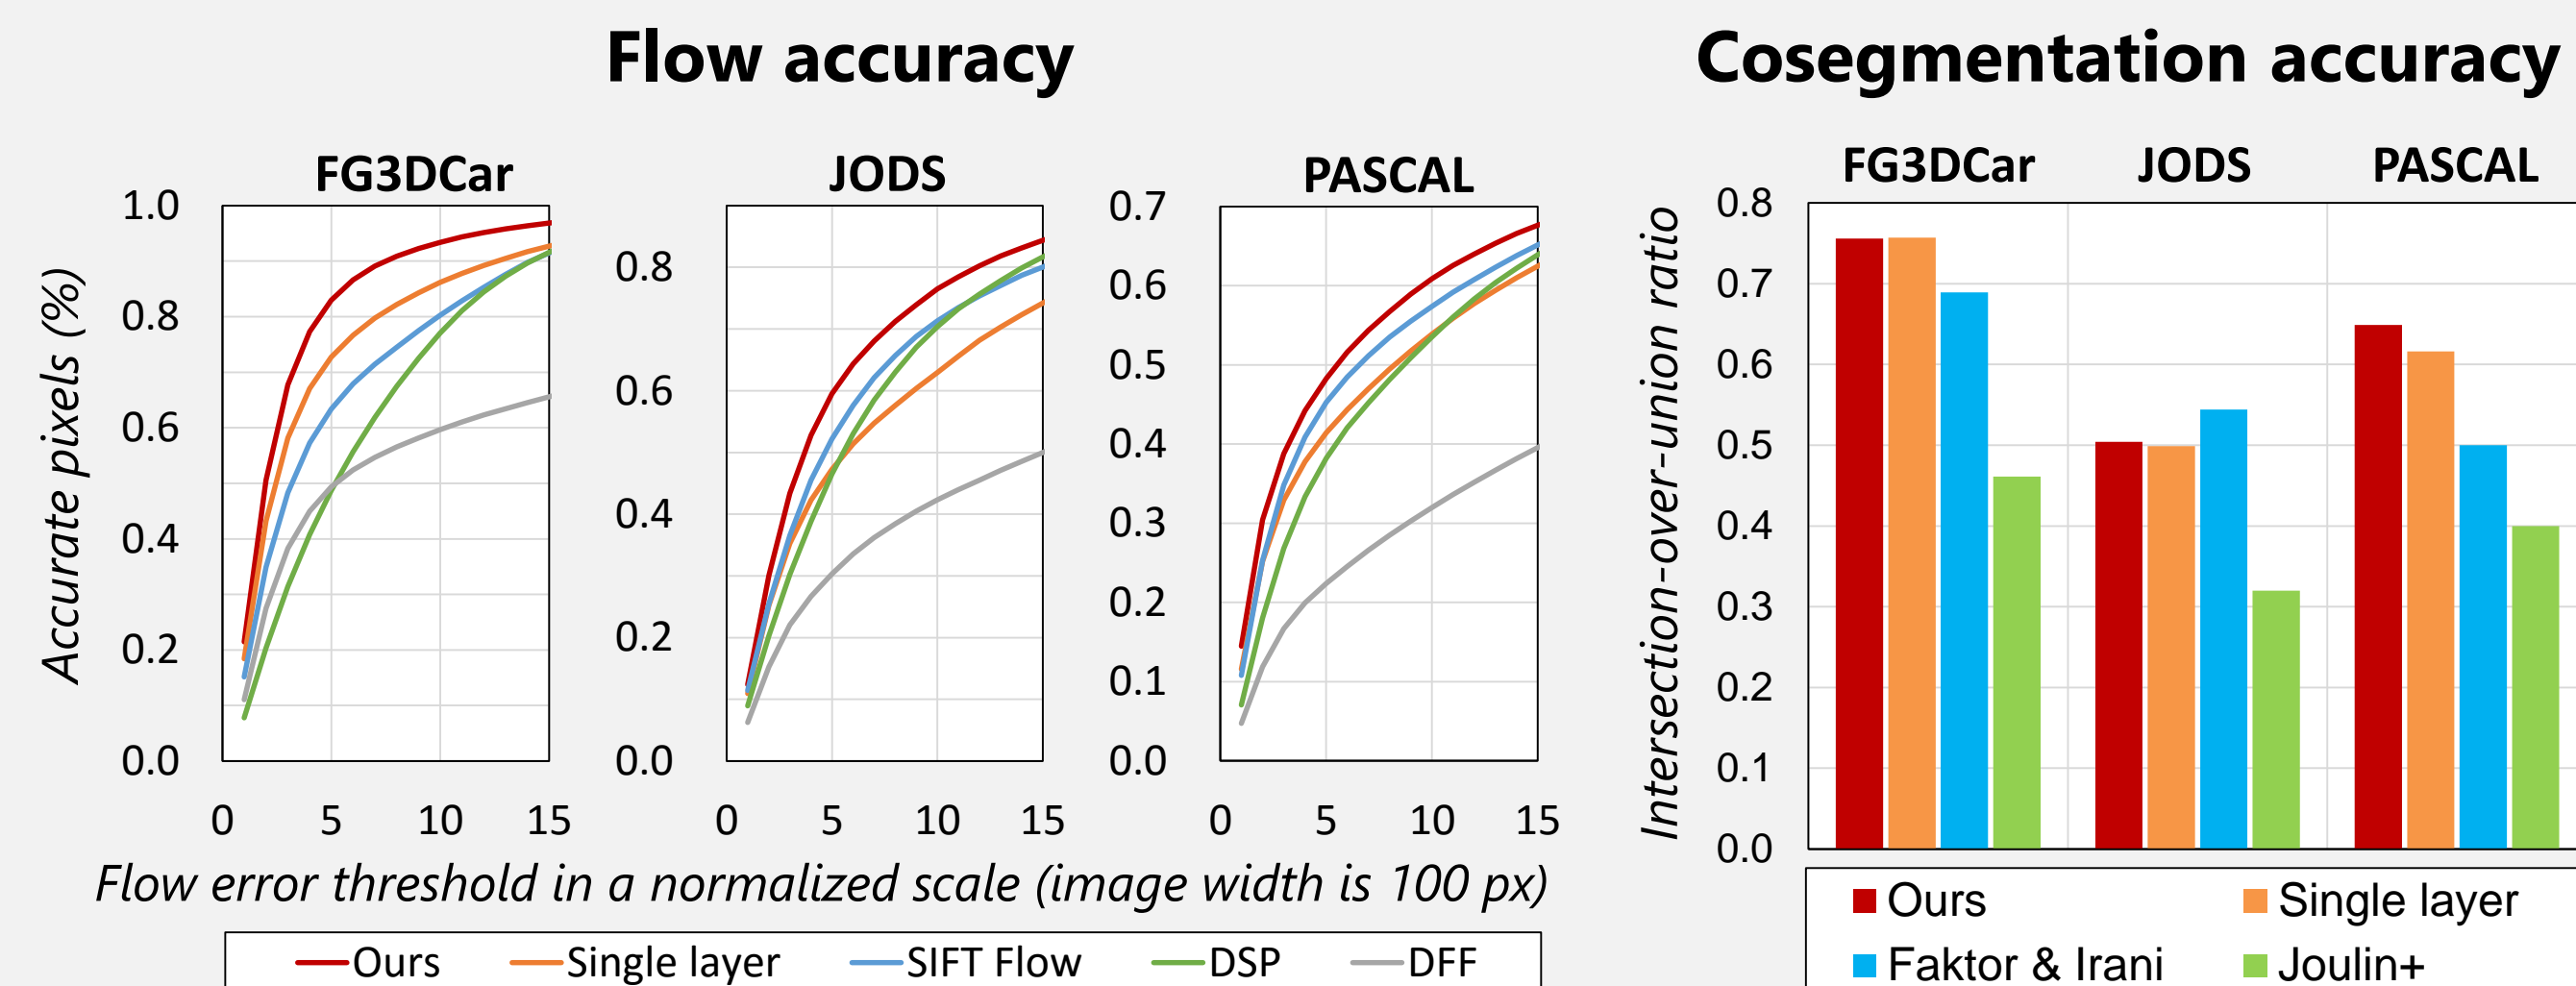 Flow accuracy
FG3DCar
JODS
PASCAL
Accurate pixels (%)
1.0
0.8
0.6
0.4
0.2
0.0
0 5 10 15
0.8
0.6
0.4
0.2
0.0
0 5 10 15
0.7
0.6
0.5
0.4
0.3
0.2
0.1
0.0
0 5 10 15
Flow error threshold in a normalized scale (image width is 100 px)
Ours Single layer SIFT Flow DSP DFF
Cosegmentation accuracy
FG3DCar JODS PASCAL
Intersection-over-union ratio
0.8
0.7
0.6
0.5
0.4
0.3
0.2
0.1
0.0
Ours Single layer
Faktor & Irani Joulin+